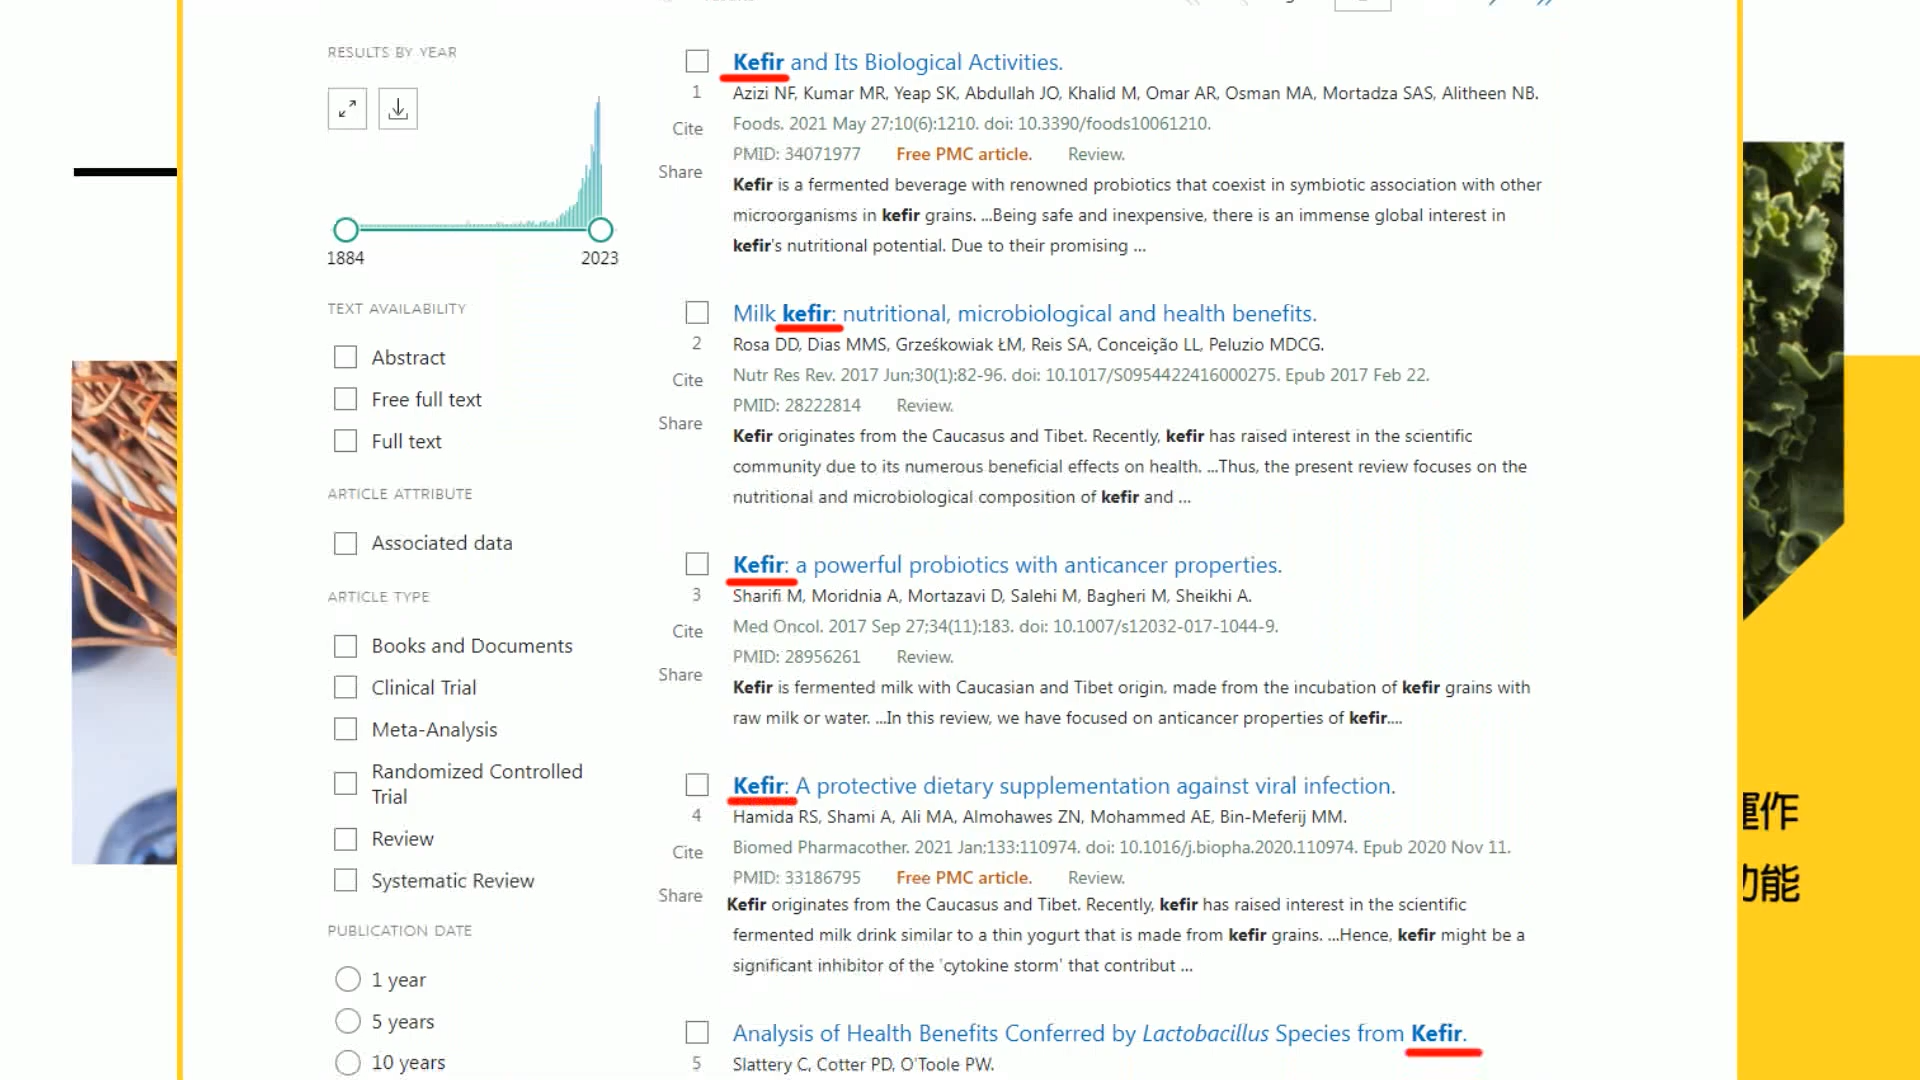 RESULTS BY YEAR
1884
2023
TEXT AVAILABILITY
Abstract
Free full text
Full text
ARTICLE ATTRIBUTE
Associated data
ARTICLE TYPE
Books and Documents
Clinical Trial
Meta-Analysis
Randomized Controlled
Trial
Review
Systematic Review
PUBLICATION DATE
1 year
5 years
10 years
Kefir and Its Biological Activities.
1
Azizi NF, Kumar MR, Yeap SK, Abdullah JO, Khalid M, Omar AR, Osman MA, Mortadza SAS, Alitheen NB.
Cite
Foods. 2021 May 27;10(6):1210. doi: 10.3390/foods10061210.
PMID: 34071977 Free PMC article. Review.
Share
Kefir is a fermented beverage with renowned probiotics that coexist in symbiotic association with other
microorganisms in kefir grains. ...Being safe and inexpensive, there is an immense global interest in
kefir's nutritional potential. Due to their promising ...
Milk kefir: nutritional, microbiological and health benefits.
2
Rosa DD, Dias MMS, Grześkowiak ŁM, Reis SA, Conceição LL, Peluzio MDCG.
Cite
Nutr Res Rev. 2017 Jun;30(1):82-96. doi: 10.1017/S0954422416000275. Epub 2017 Feb 22.
PMID: 28222814 Review.
Share
Kefir originates from the Caucasus and Tibet. Recently, kefir has raised interest in the scientific
community due to its numerous beneficial effects on health. ...Thus, the present review focuses on the
nutritional and microbiological composition of kefir and ...
Kefir: a powerful probiotics with anticancer properties.
3
Sharifi M, Moridnia A, Mortazavi D, Salehi M, Bagheri M, Sheikhi A.
Cite
Med Oncol. 2017 Sep 27;34(11):183. doi: 10.1007/s12032-017-1044-9.
PMID: 28956261 Review.
Share
Kefir is fermented milk with Caucasian and Tibet origin, made from the incubation of kefir grains with
raw milk or water. ...In this review, we have focused on anticancer properties of kefir....
Kefir: A protective dietary supplementation against viral infection.
4
Hamida RS, Shami A, Ali MA, Almohawes ZN, Mohammed AE, Bin-Meferij MM.
Cite
Biomed Pharmacother. 2021 Jan;133:110974. doi: 10.1016/j.biopha.2020.110974. Epub 2020 Nov 11.
PMID: 33186795 Free PMC article. Review.
Share
Kefir originates from the Caucasus and Tibet. Recently, kefir has raised interest in the scientific
fermented milk drink similar to a thin yogurt that is made from kefir grains. ...Hence, kefir might be a
significant inhibitor of the 'cytokine storm' that contribut ...
Analysis of Health Benefits Conferred by Lactobacillus Species from Kefir.
5
Slattery C, Cotter PD, O'Toole PW.
運作
功能